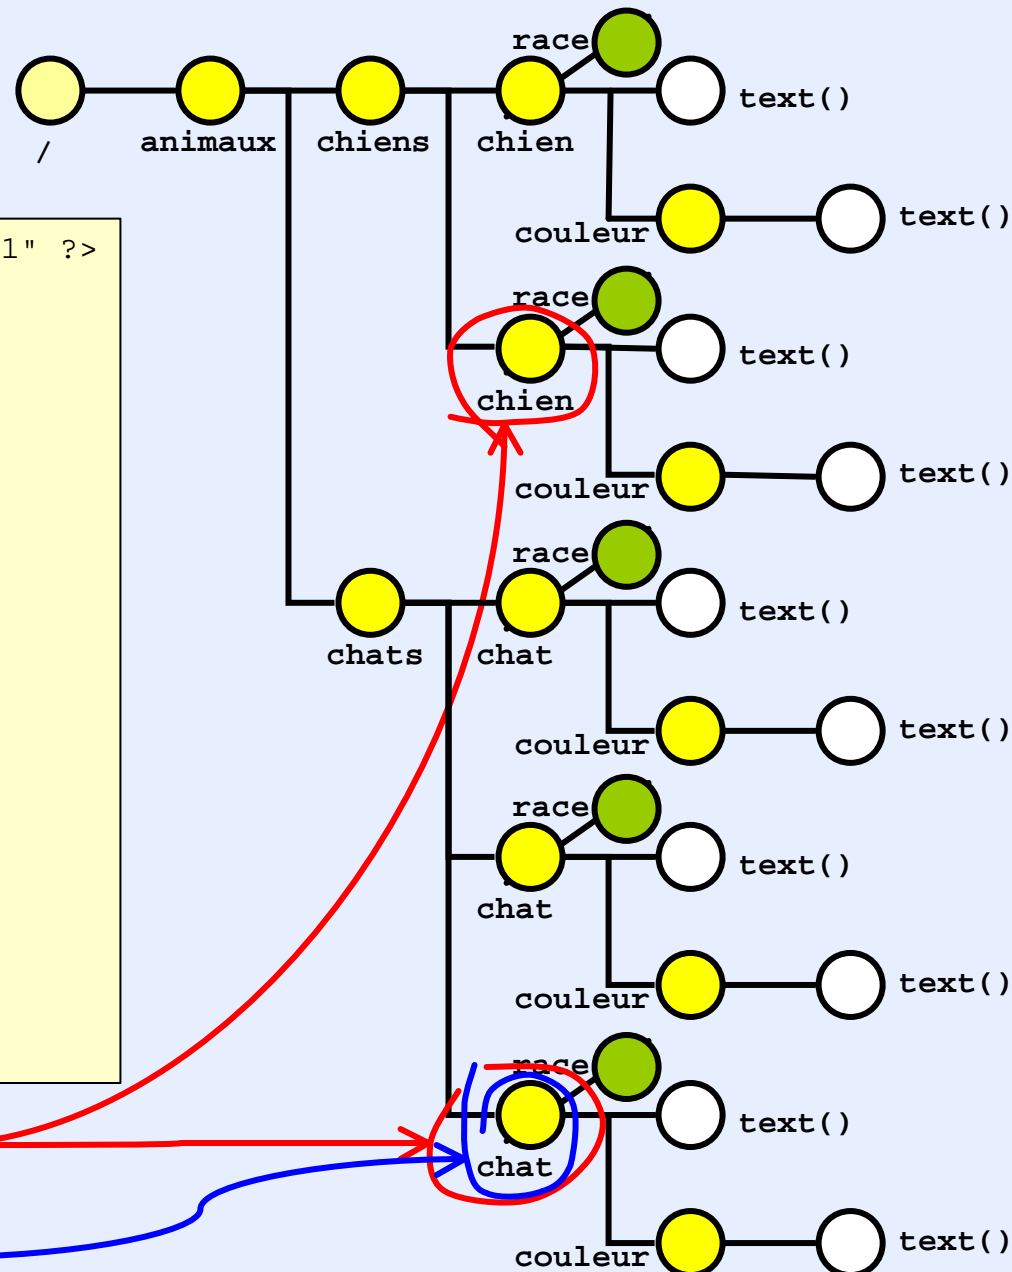 race
text()
/
animaux
chiens
chien
couleur
text()
1" ?>
race
text()
chien
couleur
text()
race
text()
chats
chat
couleur
text()
race
text()
chat
couleur
text()
race
text()
chat
couleur
text()